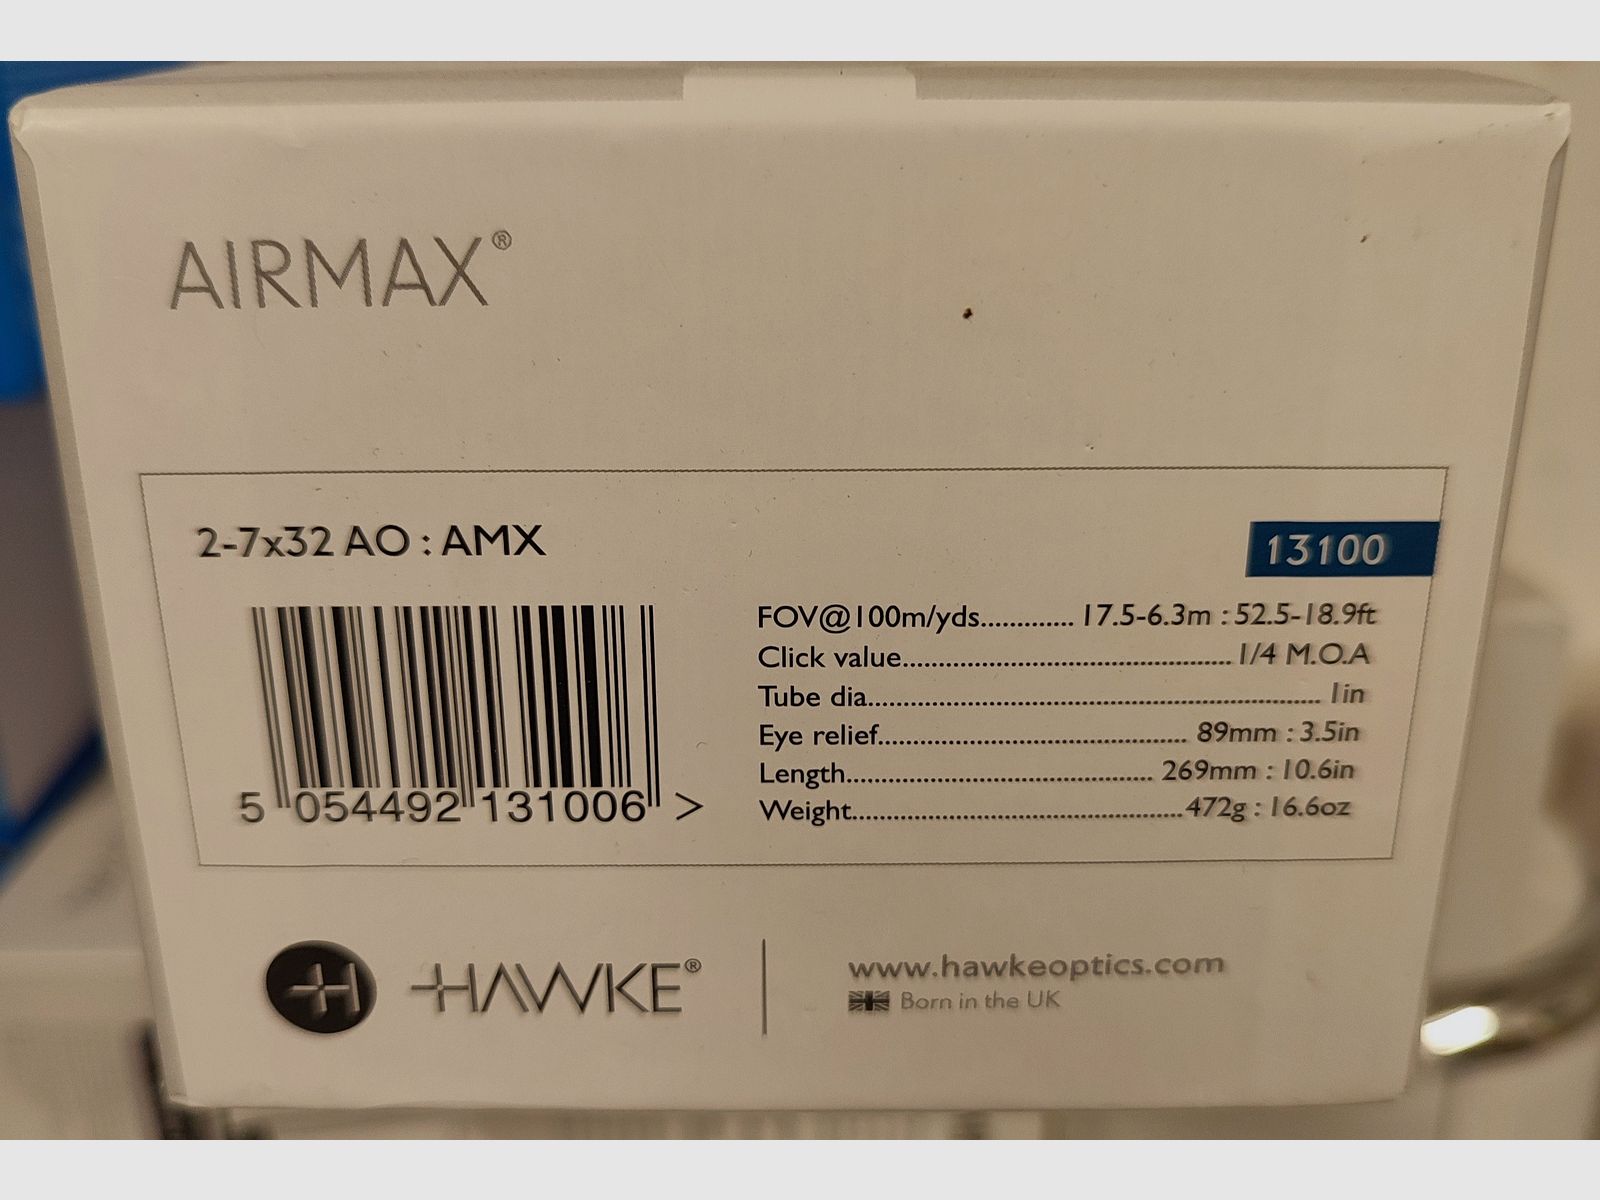 AIRMAX®
2-7x32 AO : AMX
13100
FOV@100m/yds............. 17.5-6.3m : 52.5-18.9ft
Click value.............................................. 1/4 M.O.A
Tube dia................................................................ 1in
Eye relief........................................... 89mm : 3.5in
Length........................................... 269mm : 10.6in
Weight..............................................472g : 16.6oz
5 054492 131006 >
HAWKE®
www.hawkeoptics.com
Born in the UK